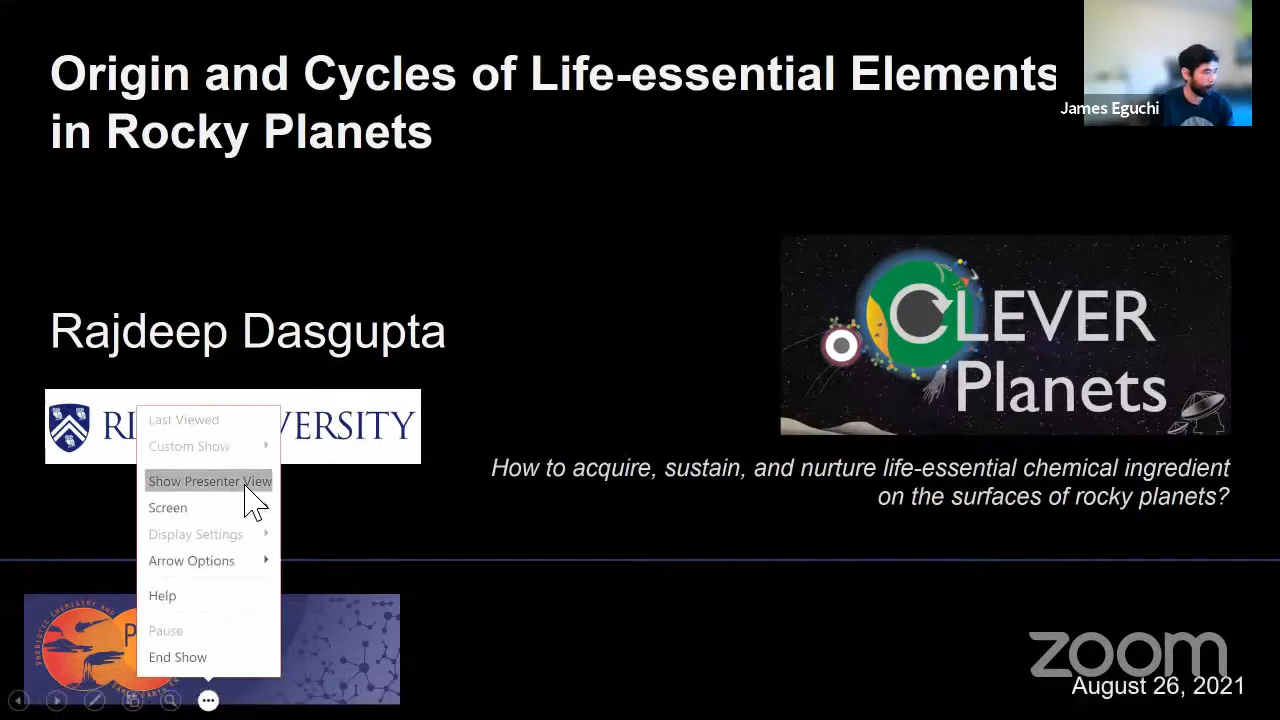 Origin and Cycles of Life-essential Elements
in Rocky Planets
James Eguchi
CLEVER
Planets
Rajdeep Dasgupta
Last Viewed
Custom Show
Show Presenter View
Screen
Display Settings
Arrow Options
Help
Pause
End Show
How to acquire, sustain, and nurture life-essential chemical ingredient
on the surfaces of rocky planets?
zoom
August 26, 2021